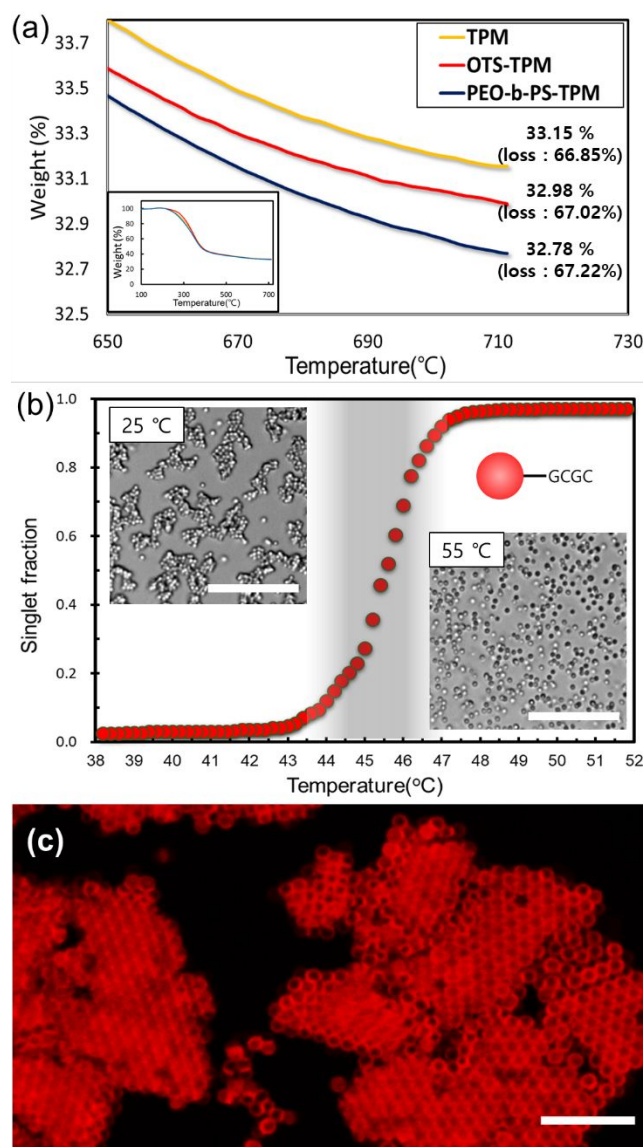 (a)
33.7
33.5
33.3
33.1
32.9
32.7
32.5
Weight (%)
TPM
OTS-TPM
PEO-b-PS-TPM
33.15 %
(loss : 66.85%)
32.98 %
(loss : 67.02%)
32.78 %
(loss : 67.22%)
100
80
60
40
20
0
Weight (%)
100 300 500 700
Temperature(℃)
650 670 690 710 730
Temperature(℃)
(b)
1.0
0.8
0.6
0.4
0.2
0.0
Singlet fraction
25 ℃
GCGC
55 ℃
38 39 40 41 42 43 44 45 46 47 48 49 50 51 52
Temperature(°C)
(c)